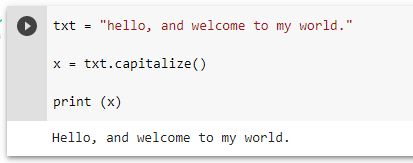 txt = "hello, and welcome to my world."
x = txt.capitalize()
print (x)
Hello, and welcome to my world.